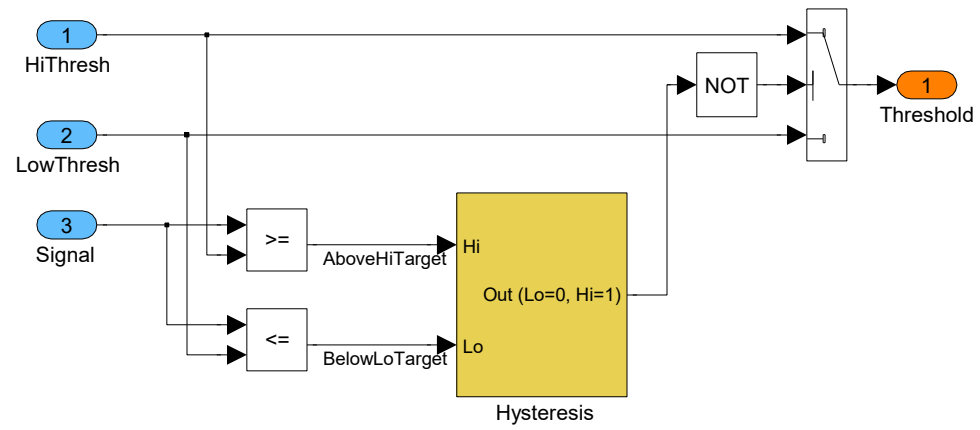 1
HiThresh
2
LowThresh
3
Signal
>=
AboveHiTarget
<=
BelowLoTarget
Hi
Out (Lo=0, Hi=1)
Lo
Hysteresis
NOT
1
Threshold